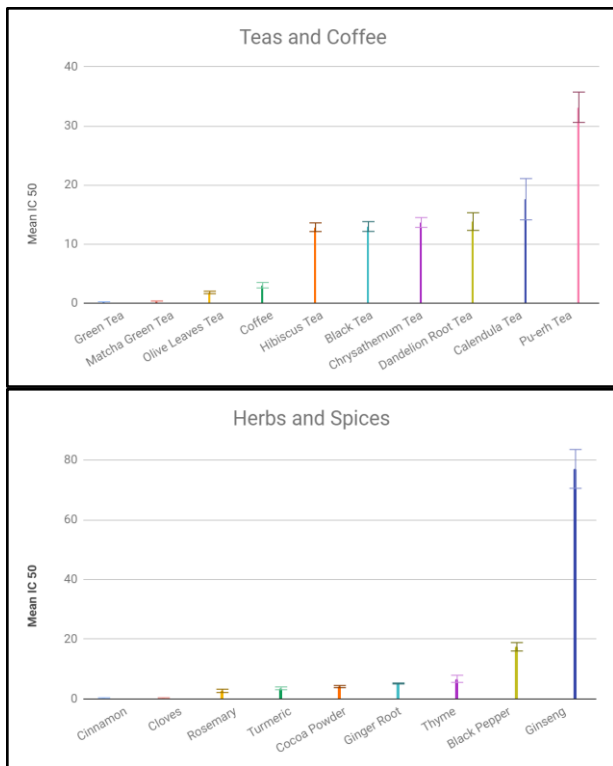 Teas and Coffee
Mean IC 50
40
30
20
10
0
Green Tea
Matcha Green Tea
Olive Leaves Tea
Coffee
Hibiscus Tea
Black Tea
Chrysathemum Tea
Dandelion Root Tea
Calendula Tea
Pu-erh Tea
Herbs and Spices
Mean IC 50
80
60
40
20
0
Cinnamon
Cloves
Rosemary
Turmeric
Cocoa Powder
Ginger Root
Thyme
Black Pepper
Ginseng